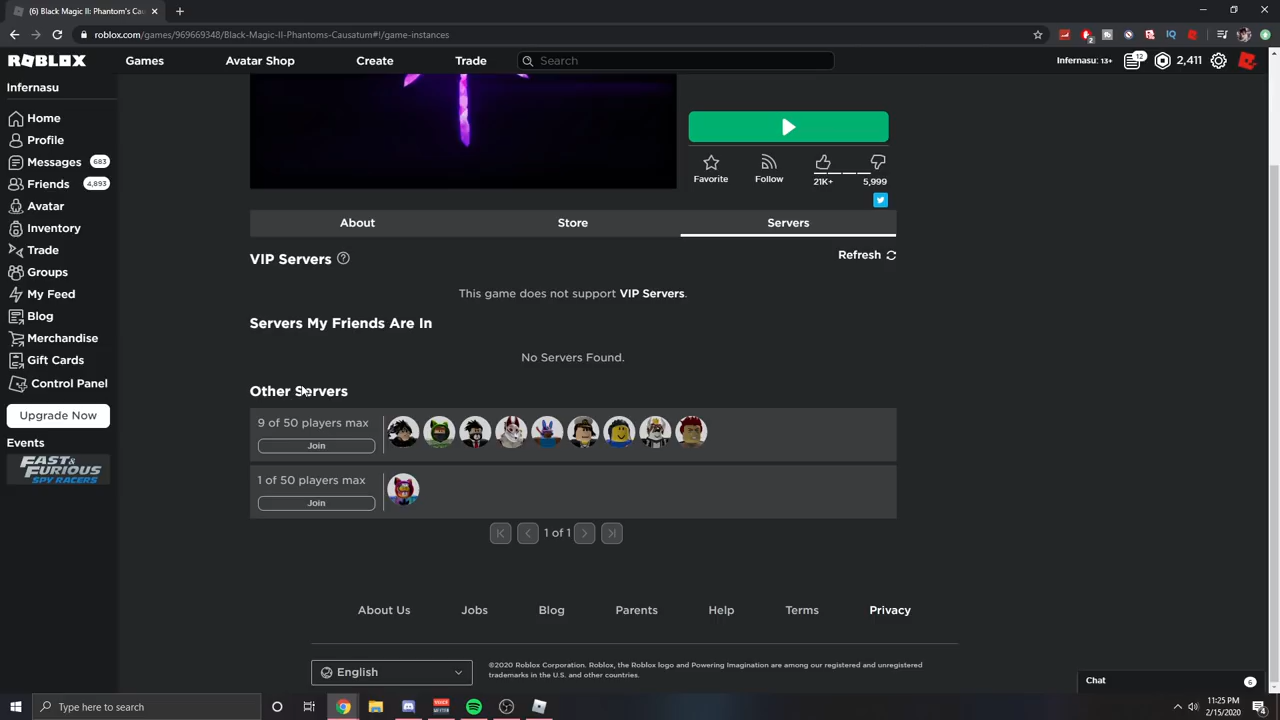 (6) Black Magic II: Phantom's Cau
roblox.com/games/969669348/Black-Magic-II-Phantoms-Causatum#!/game-instances
ROBLOX
Games
Avatar Shop
Create
Trade
Search
Infernasu: 13+
12
2,411
Infernasu
Home
Profile
Messages 683
Friends 4,893
Avatar
Inventory
Trade
Groups
My Feed
Blog
Merchandise
Gift Cards
Control Panel
Upgrade Now
Events
FAST & FURIOUS
SPY RACERS
Favorite
Follow
21K+
5,999
About
Store
Servers
VIP Servers
Refresh
This game does not support VIP Servers.
Servers My Friends Are In
No Servers Found.
Other Servers
9 of 50 players max
Join
1 of 50 players max
Join
1 of 1
About Us
Jobs
Blog
Parents
Help
Terms
Privacy
English
©2020 Roblox Corporation. Roblox, the Roblox logo and Powering Imagination are among our registered and unregistered
trademarks in the U.S. and other countries.
Chat
6
Type here to search
11:25 PM
2/15/2020